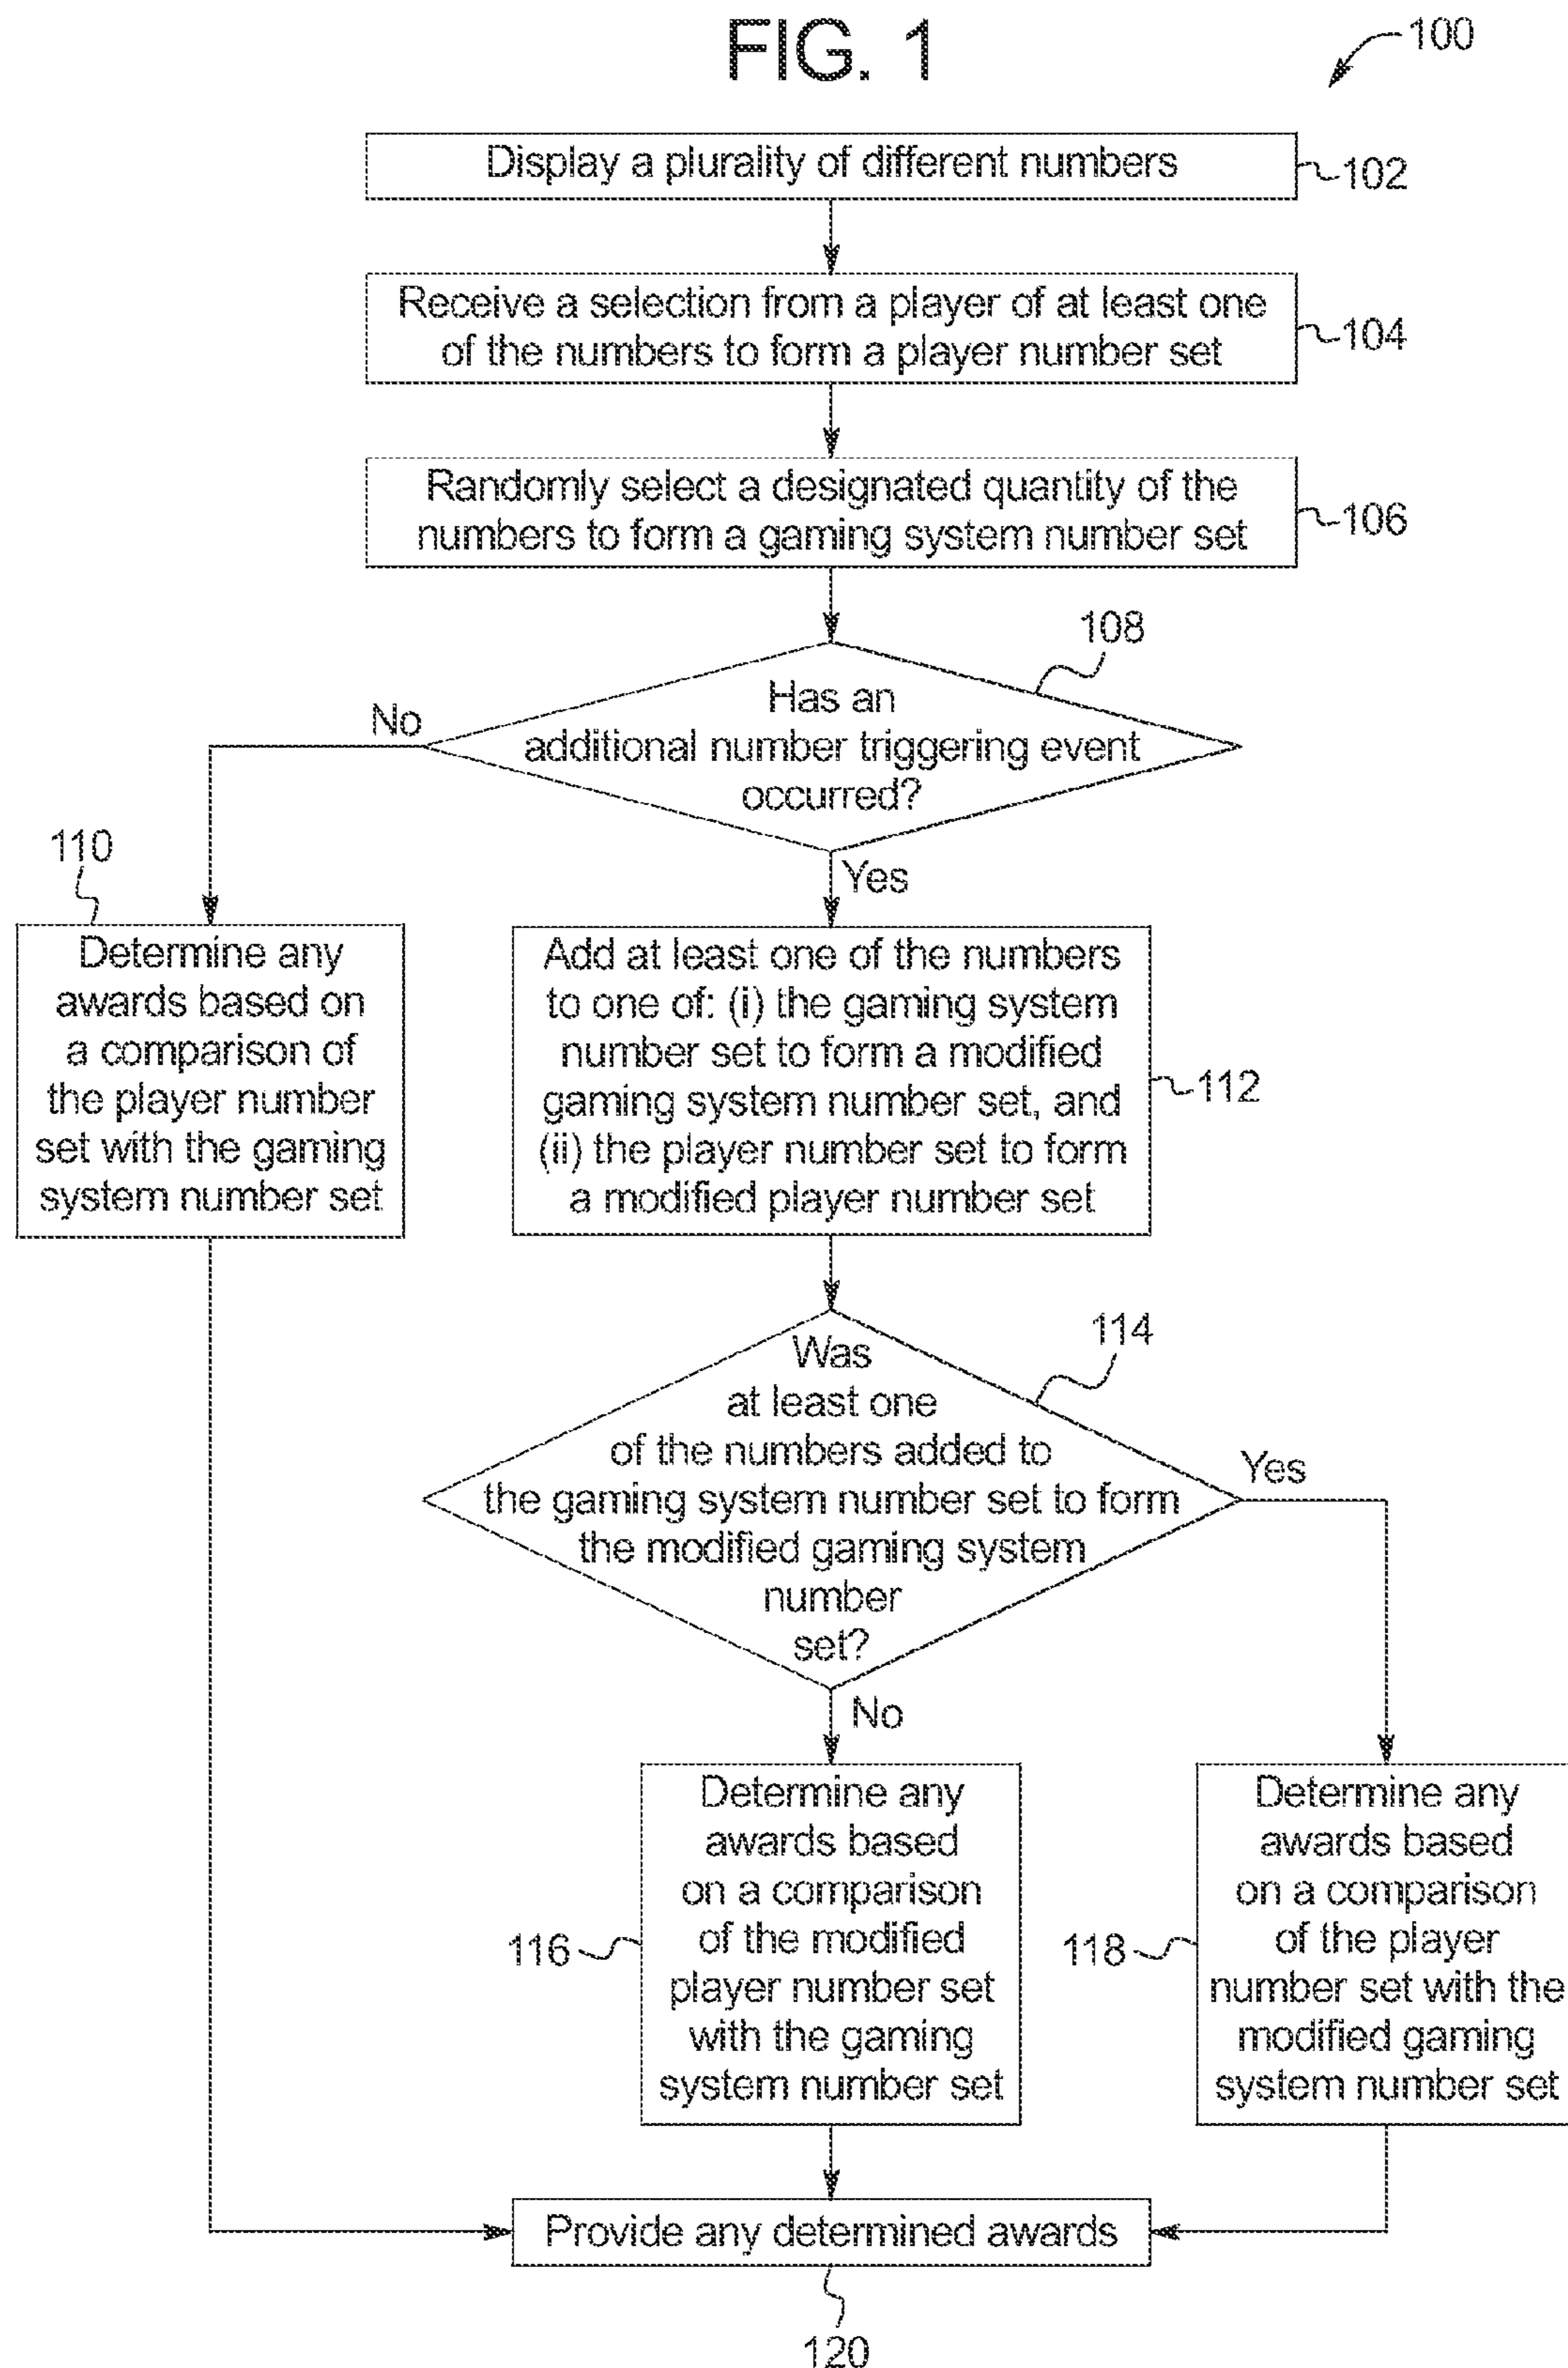 FIG. 1
100
Display a plurality of different numbers
102
Receive a selection from a player of at least one
of the numbers to form a player number set
104
Randomly select a designated quantity of the
numbers to form a gaming system number set
106
108
Has an
additional number triggering event
occurred?
No
Yes
110
Determine any
awards based on
a comparison of
the player number
set with the gaming
system number set
Add at least one of the numbers
to one of: (i) the gaming system
number set to form a modified
gaming system number set, and
(ii) the player number set to form
a modified player number set
112
114
Was
at least one
of the numbers added to
the gaming system number set to form
the modified gaming system
number
set?
Yes
No
Determine any
awards based
on a comparison
of the modified
player number set
with the gaming
system number set
116
Determine any
awards based
on a comparison
of the player
number set with the
modified gaming
system number set
118
Provide any determined awards
120